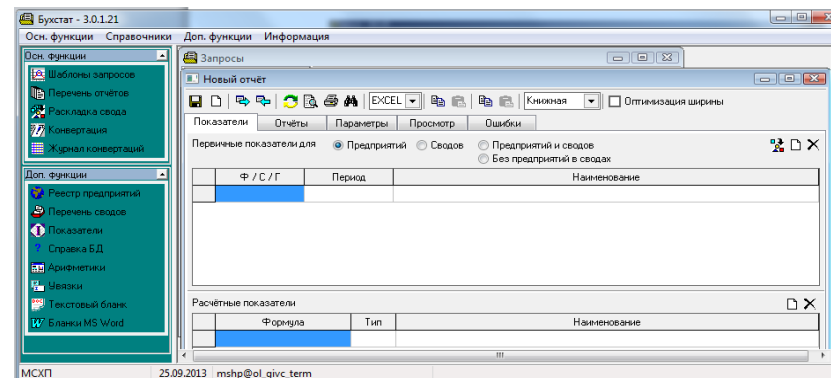 Бухстат - 3.0.1.21
Осн. функции Справочники Доп. функции Информация
Осн. функции
Шаблоны запросов
Перечень отчётов
Раскладка свода
Конвертация
Журнал конвертаций
Доп. функции
Реестр предприятий
Перечень сводов
Показатели
? Справка БД
Арифметики
Увязки
Текстовый бланк
Бланки MS Word
Запросы
Новый отчёт
EXCEL Книжная Оптимизация ширины
Показатели Отчёты Параметры Просмотр Ошибки
Первичные показатели для Предприятий Сводов Предприятий и сводов
Без предприятий в сводах
Ф / С / Г Период Наименование
Расчётные показатели
Формула Тип Наименование
МСХП 25.09.2013 mshp@ol_givc_term